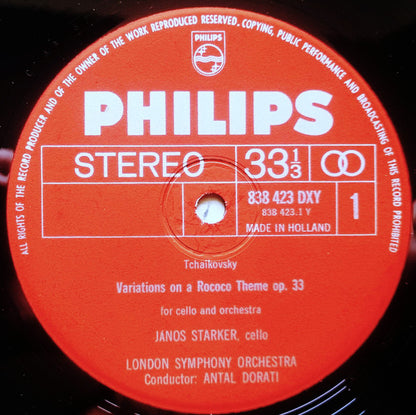 ALL RIGHTS OF THE RECORD PRODUCER AND OF THE OWNER OF THE WORK REPRODUCED RESERVED. COPYING, PUBLIC PERFORMANCE AND BROADCASTING OF THIS RECORD PROHIBITED
PHILIPS
PHILIPS
STEREO 33 1/3
838 423 DXY
838 423.1 Y
1
MADE IN HOLLAND
Tchaikovsky
Variations on a Rococo Theme op. 33
for cello and orchestra
JANOS STARKER, cello
LONDON SYMPHONY ORCHESTRA
Conductor: ANTAL DORATI